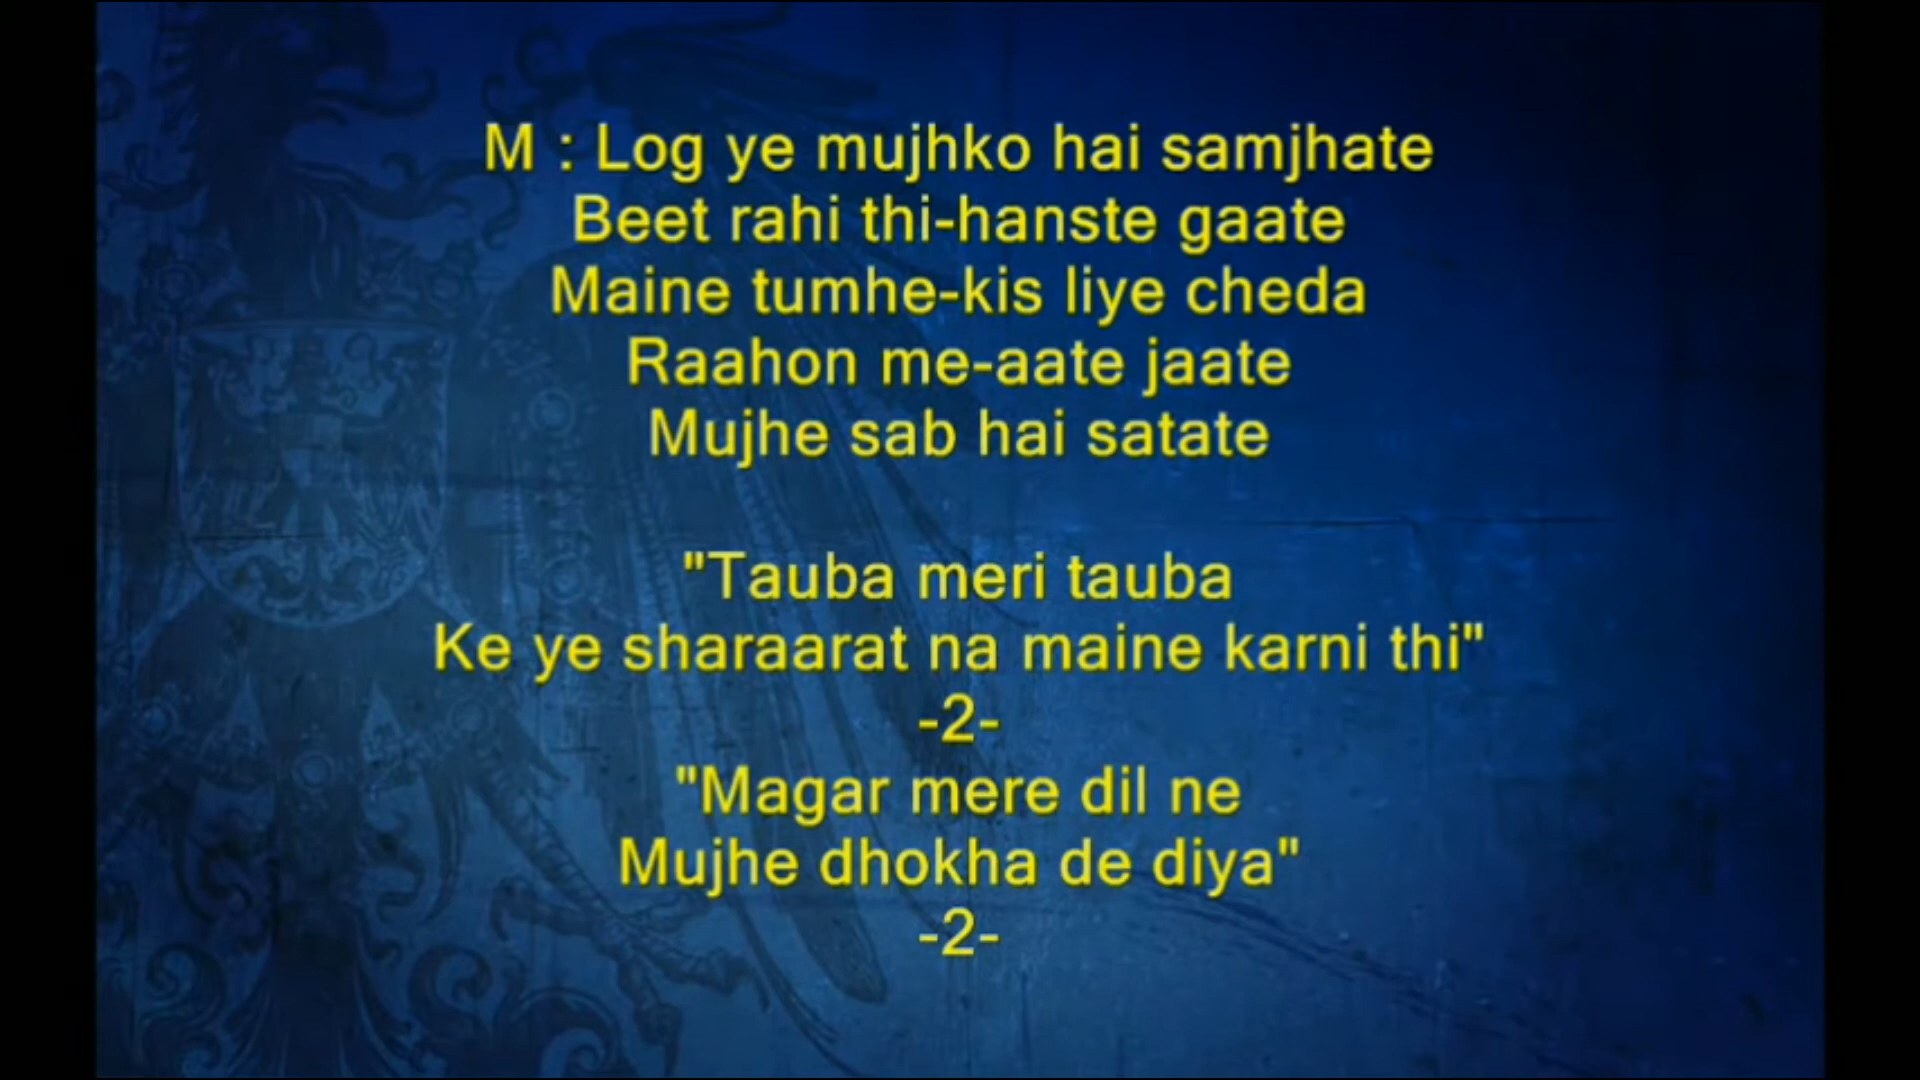 M : Log ye mujhko hai samjhate
Beet rahi thi-hanste gaate
Maine tumhe-kis liye cheda
Raahon me-aate jaate
Mujhe sab hai satate
"Tauba meri tauba
Ke ye sharaarat na maine karni thi"
-2-
"Magar mere dil ne
Mujhe dhokha de diya"
-2-